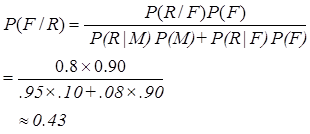 P(F/R) = P(R/F)P(F) / P(R|M) P(M)+ P(R|F) P(F)
= 0.8×0.90 / .95×.10+.08×.90
≈ 0.43